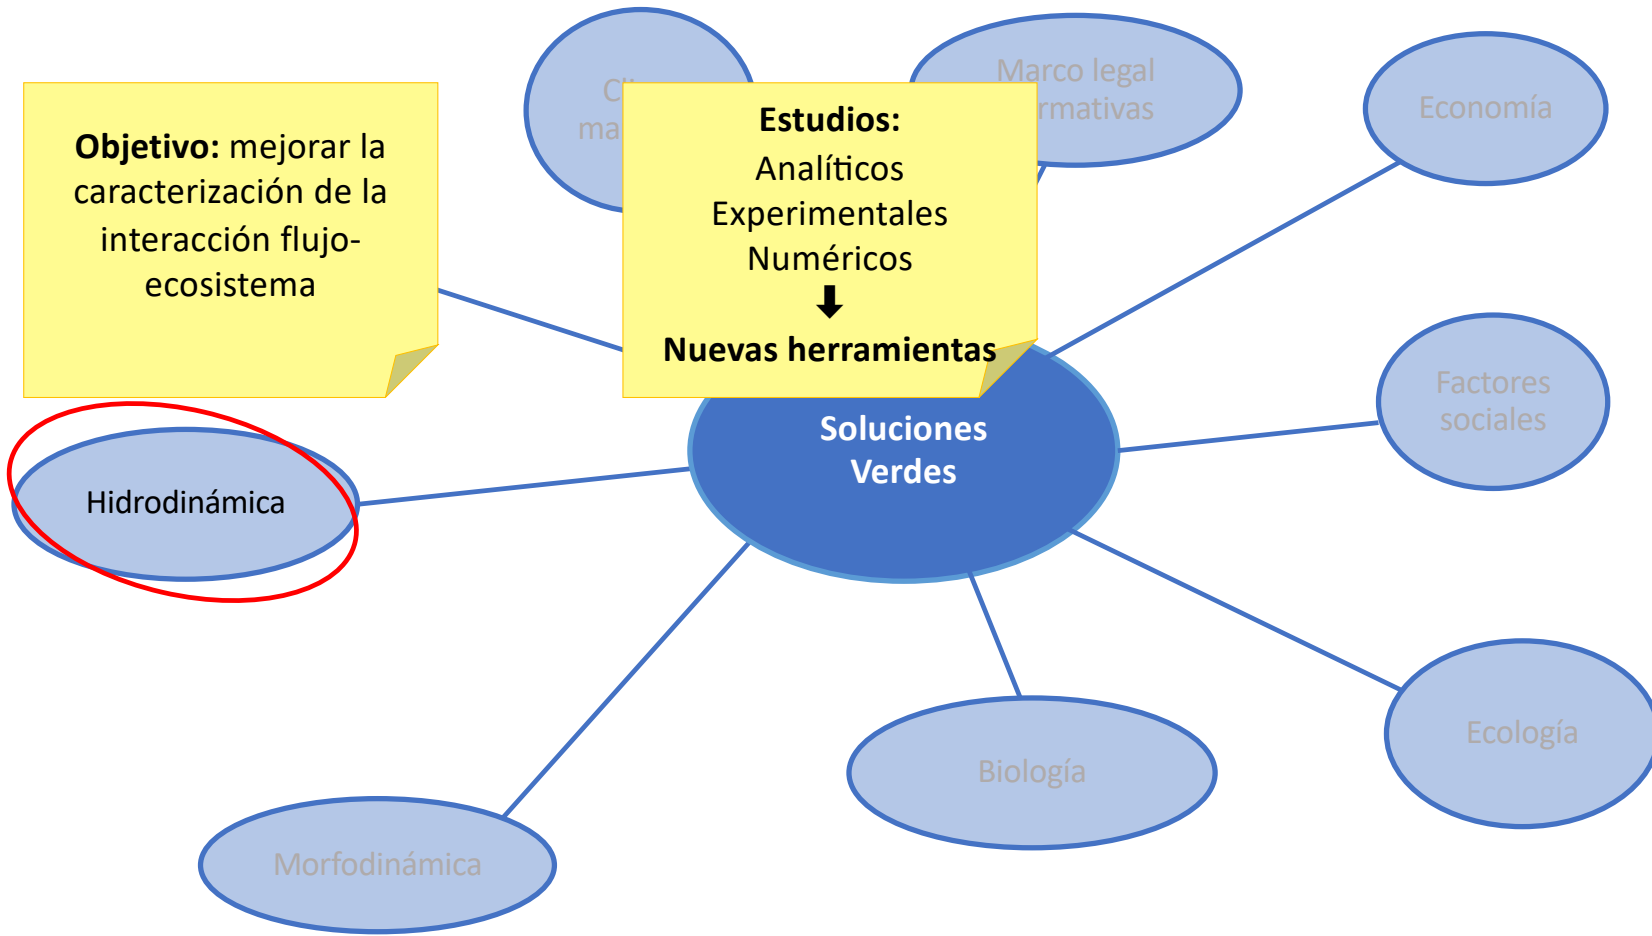 Objetivo: mejorar la
caracterización de la
interacción flujo-
ecosistema
Estudios:
Analíticos
Experimentales
Numéricos
Nuevas herramientas
Marco legal
Economía
Factores
sociales
Soluciones
Verdes
Hidrodinámica
Ecología
Biología
Morfodinámica